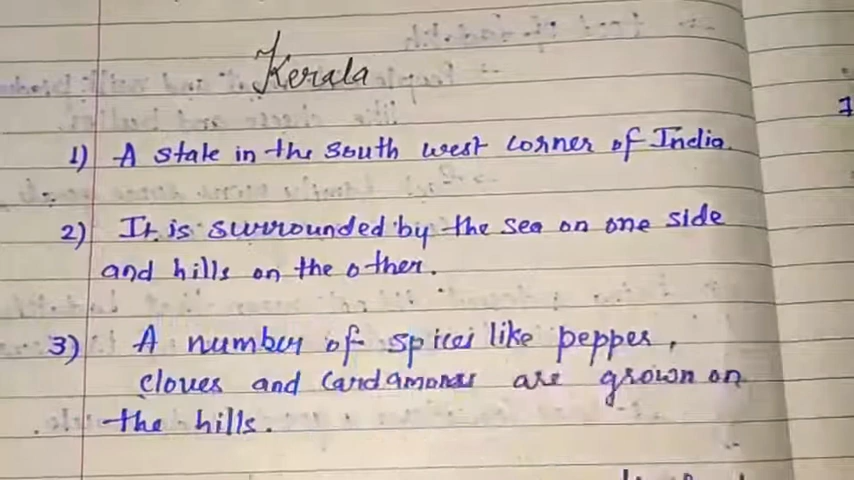 Kerala
1) A state in the south west corner of India.
2) It is surrounded by the sea on one side
and hills on the other.
3) A number of spices like pepper,
cloves and cardamoms are grown on
the hills.